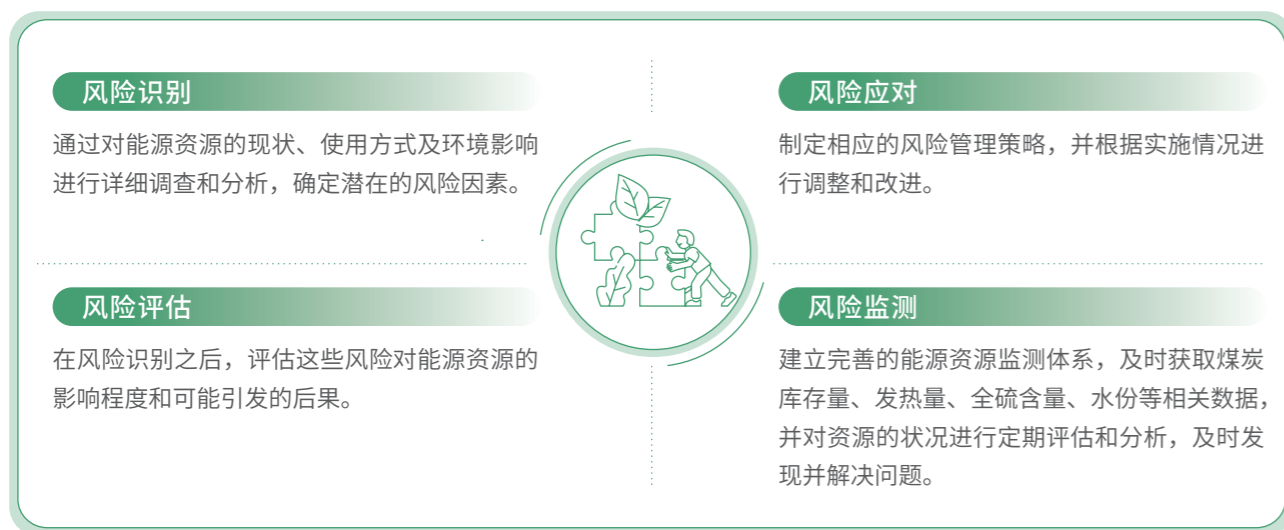 风险识别
通过对能源资源的现状、使用方式及环境影响
进行详细调查和分析，确定潜在的风险因素。
风险评估
在风险识别之后，评估这些风险对能源资源的
影响程度和可能引发的后果。
风险应对
制定相应的风险管理策略，并根据实施情况进
行调整和改进。
风险监测
建立完善的能源资源监测体系，及时获取煤炭
库存量、发热量、全硫含量、水份等相关数据，
并对资源的状况进行定期评估和分析，及时发
现并解决问题。